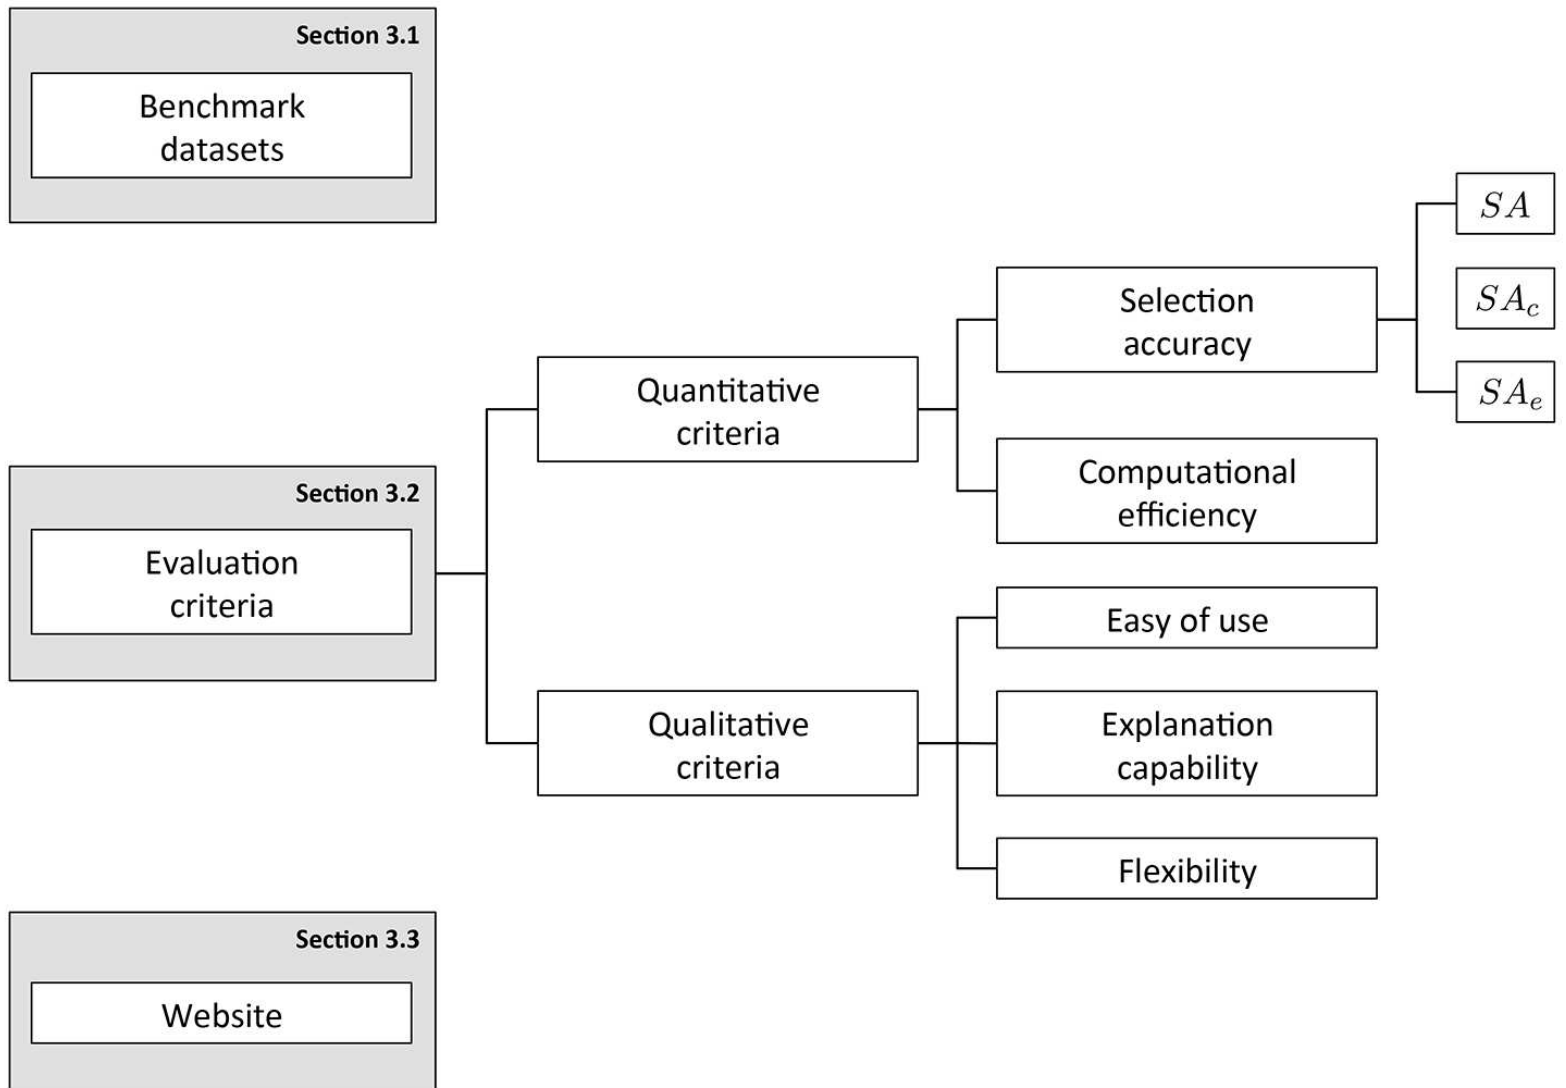 Section 3.1
Benchmark
datasets
Section 3.2
Evaluation
criteria
Quantitative
criteria
Selection
accuracy
SA
SA_c
SA_e
Computational
efficiency
Qualitative
criteria
Easy of use
Explanation
capability
Flexibility
Section 3.3
Website